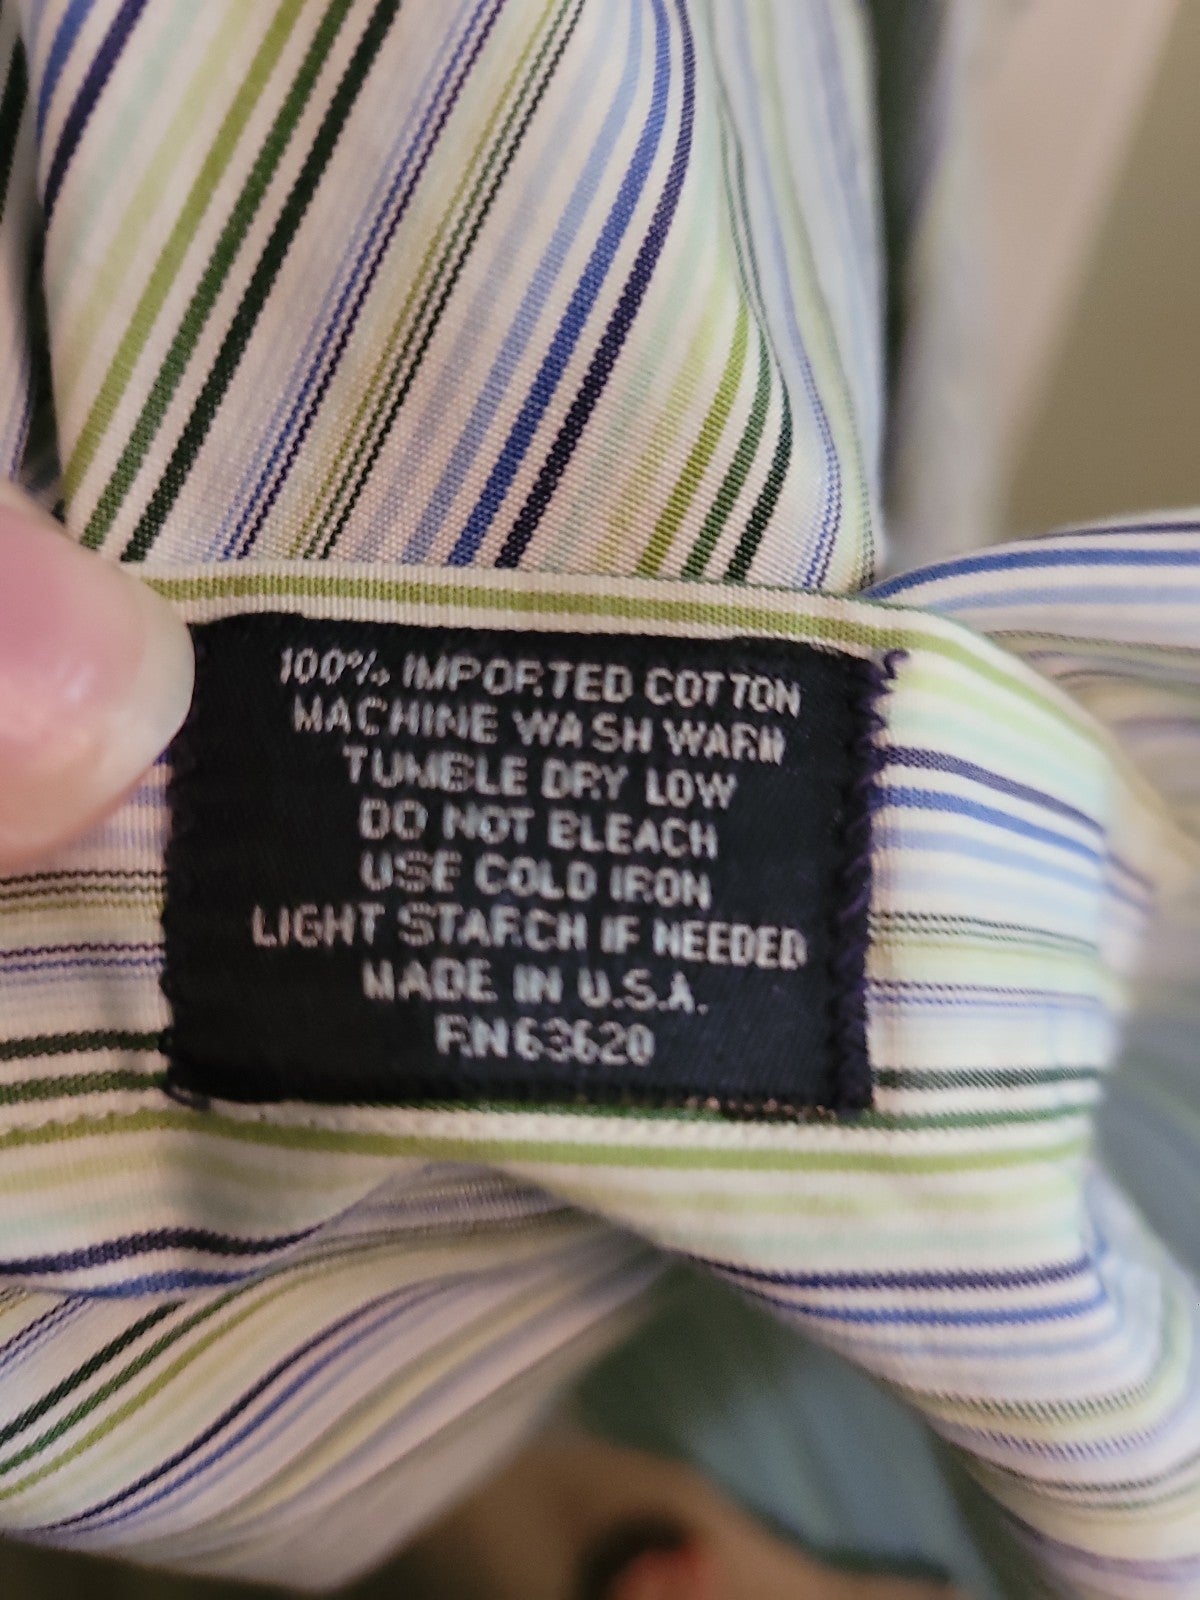 100% IMPORTED COTTON
MACHINE WASH WARM
TUMBLE DRY LOW
DO NOT BLEACH
USE COLD IRON
LIGHT STARCH IF NEEDED
MADE IN U.S.A.
RN63620